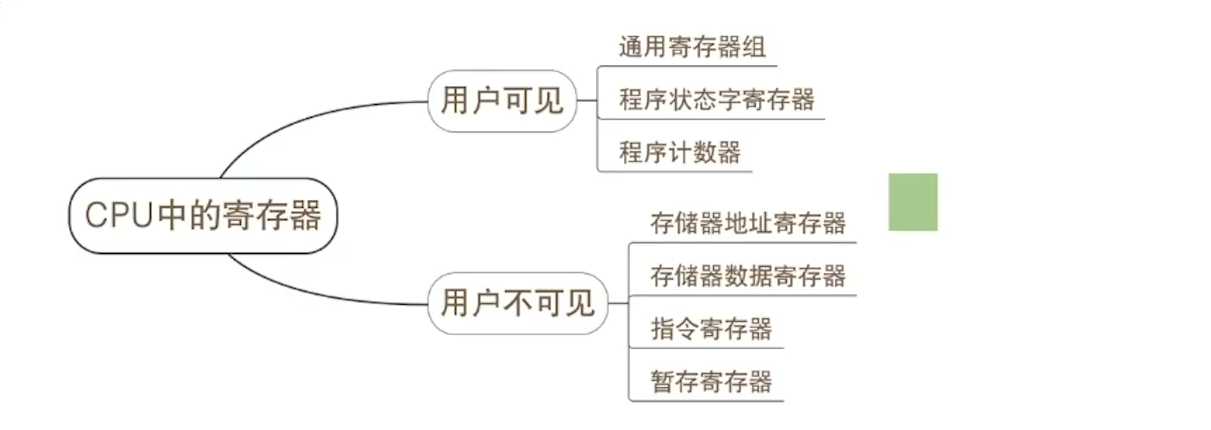 通用寄存器组
用户可见
程序状态字寄存器
程序计数器
CPU中的寄存器
存储器地址寄存器
存储器数据寄存器
用户不可见
指令寄存器
暂存寄存器